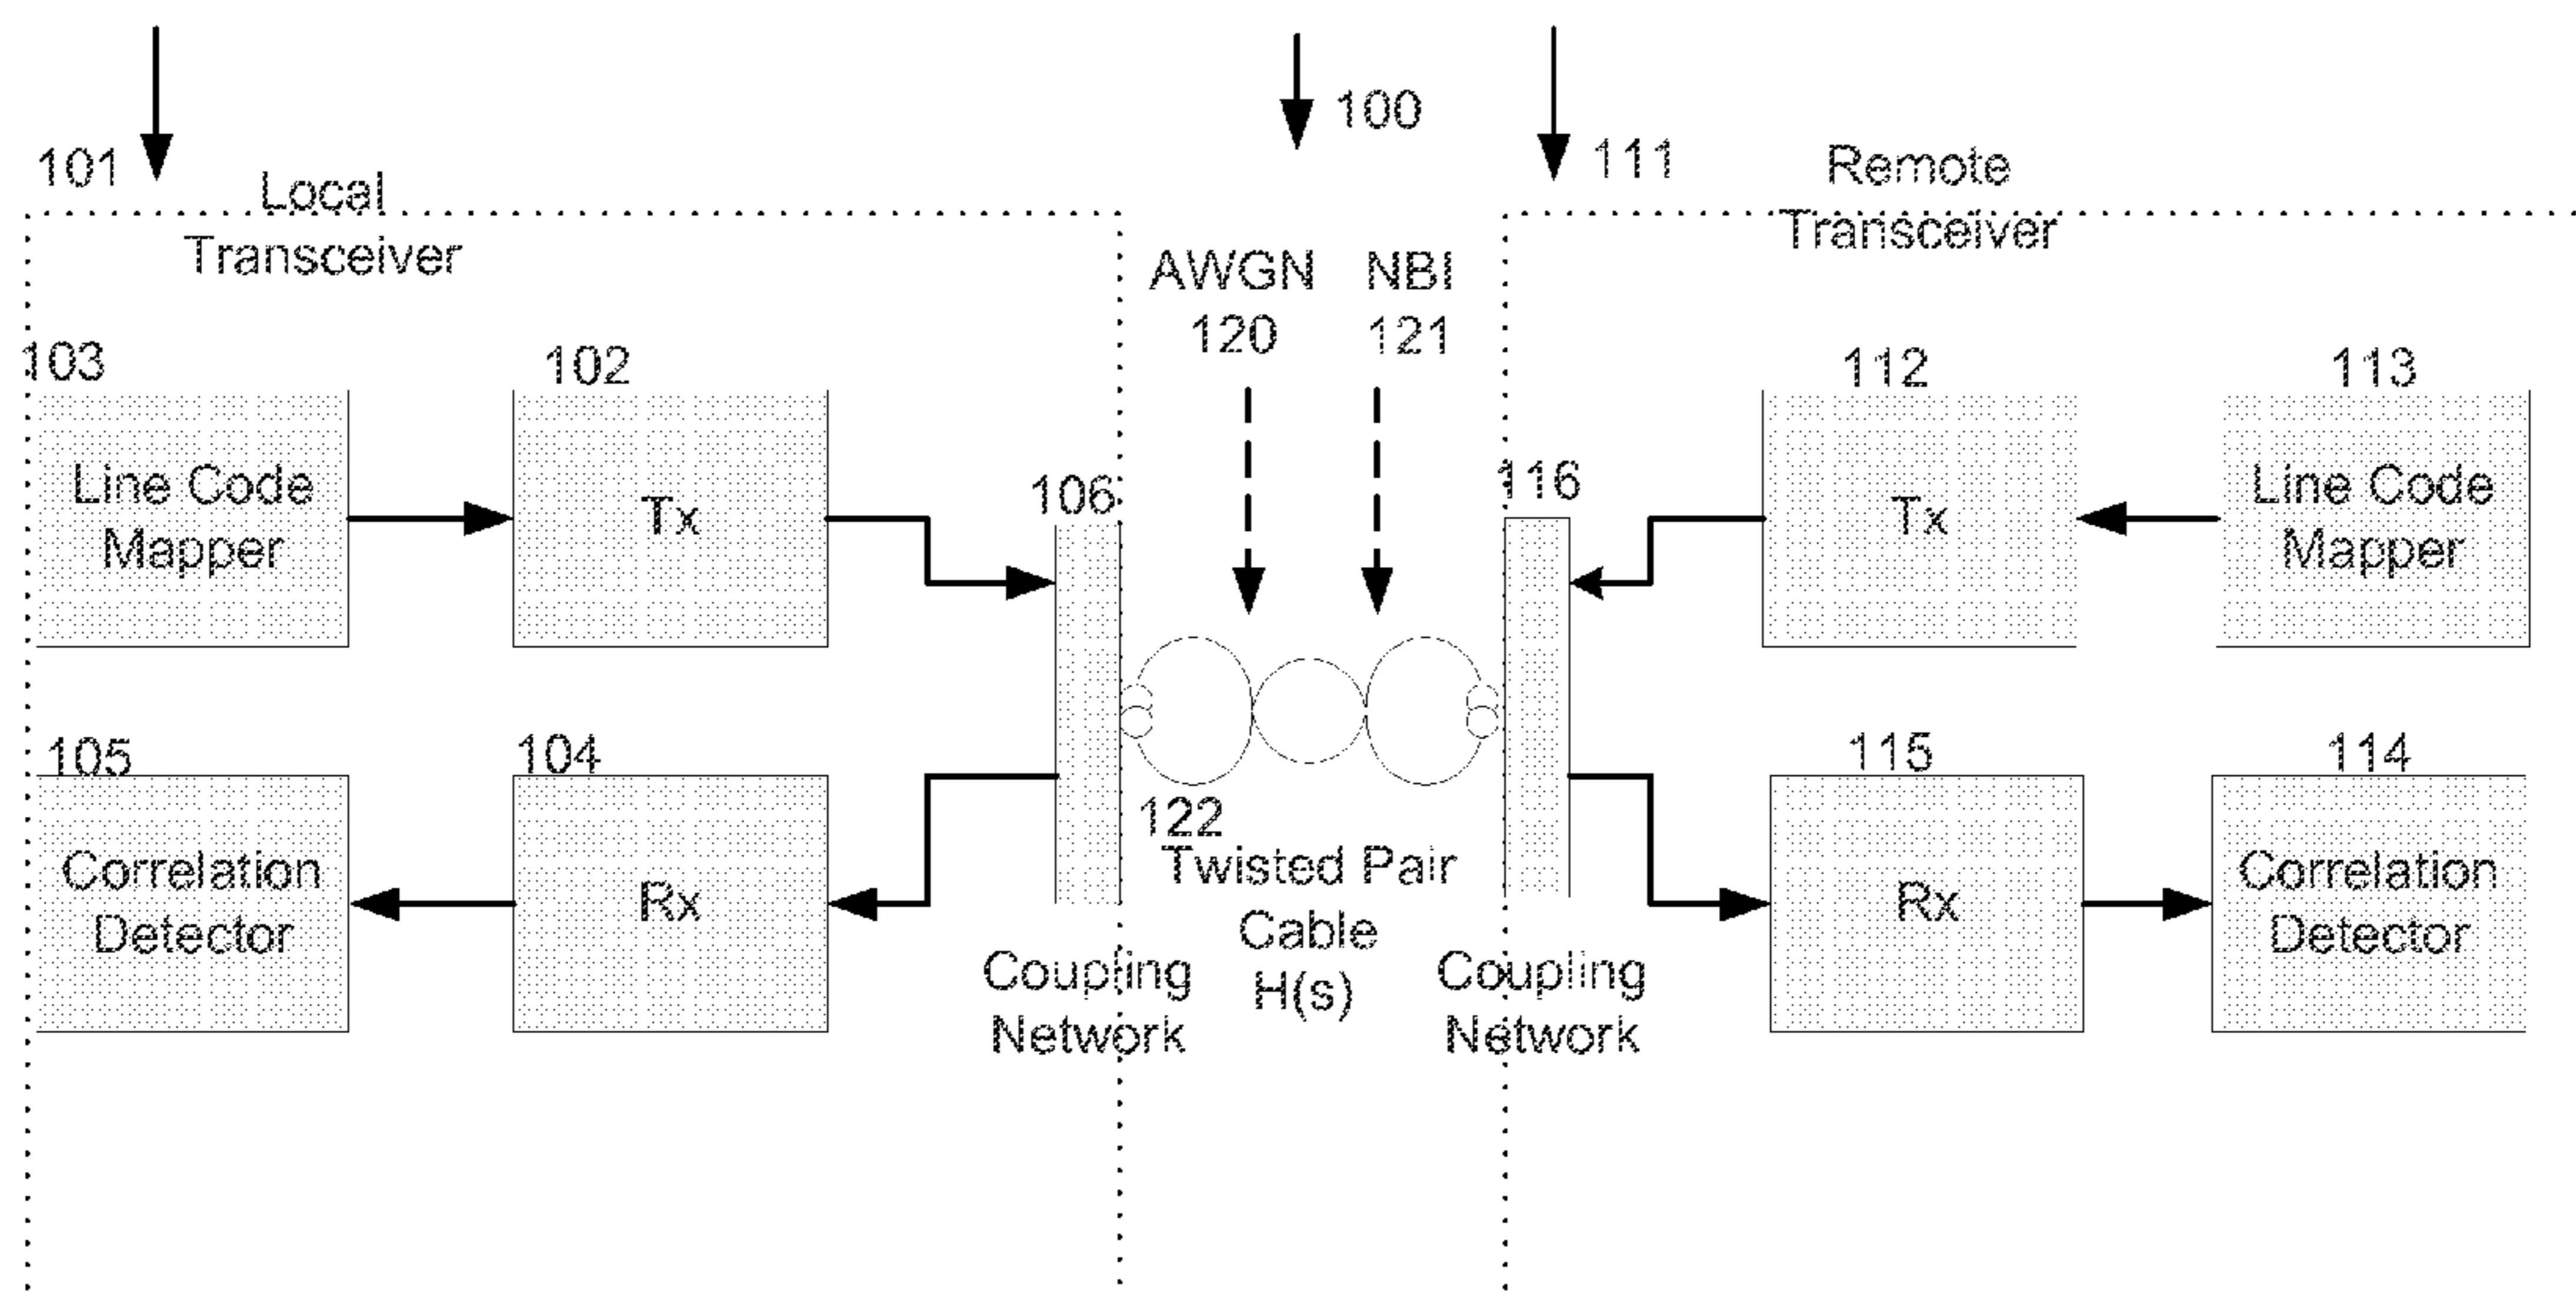 100
101
111
Local
Transceiver
Remote
Transceiver
AWGN
120
NBI
121
103
Line Code
Mapper
102
Tx
106
116
112
Tx
113
Line Code
Mapper
105
Correlation
Detector
104
Rx
Coupling
Network
122
Twisted Pair
Cable
H(s)
Coupling
Network
115
Rx
114
Correlation
Detector